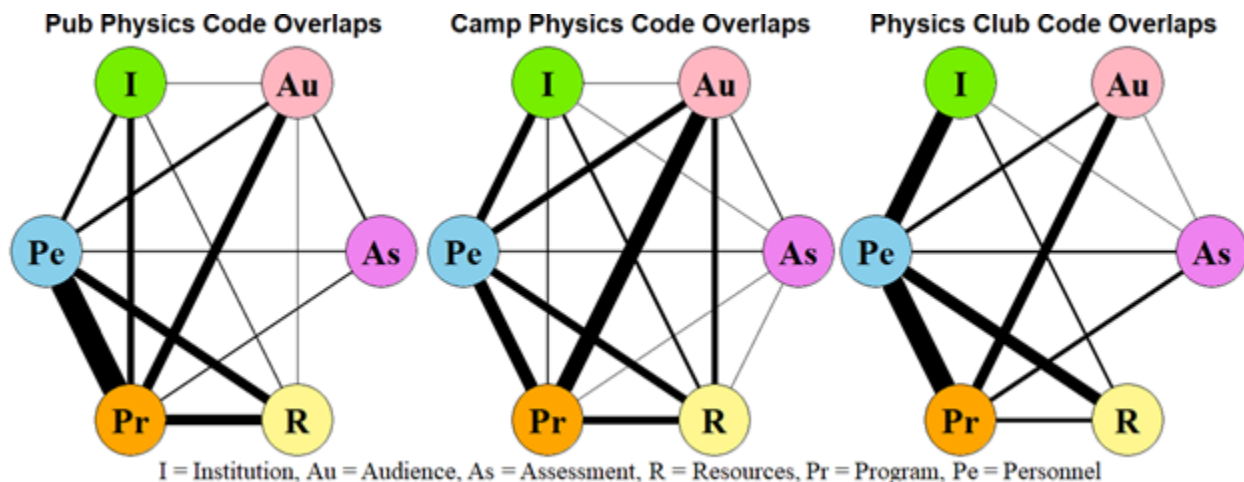 Pub Physics Code Overlaps
Camp Physics Code Overlaps
Physics Club Code Overlaps
I Au
I Au
I Au
Pe As
Pe As
Pe As
Pr R
Pr R
Pr R
I = Institution, Au = Audience, As = Assessment, R = Resources, Pr = Program, Pe = Personnel